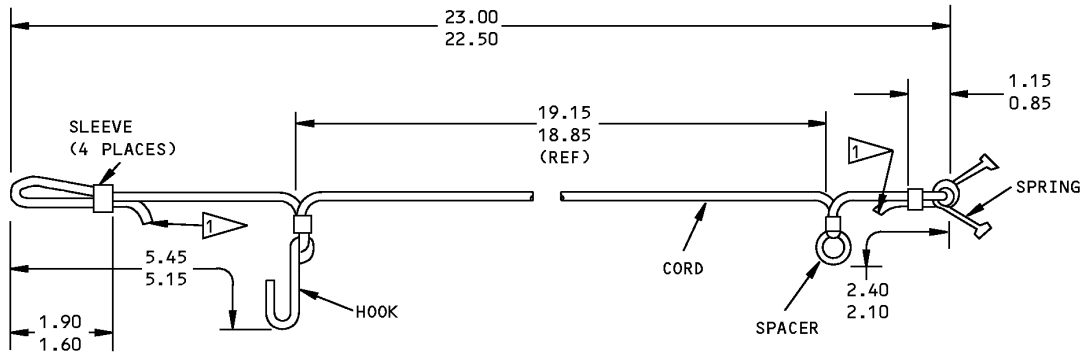 23.00
22.50
1.15
0.85
19.15
18.85
(REF)
SLEEVE
(4 PLACES)
1
SPRING
1
5.45
5.15
CORD
HOOK
2.40
2.10
SPACER
1.90
1.60